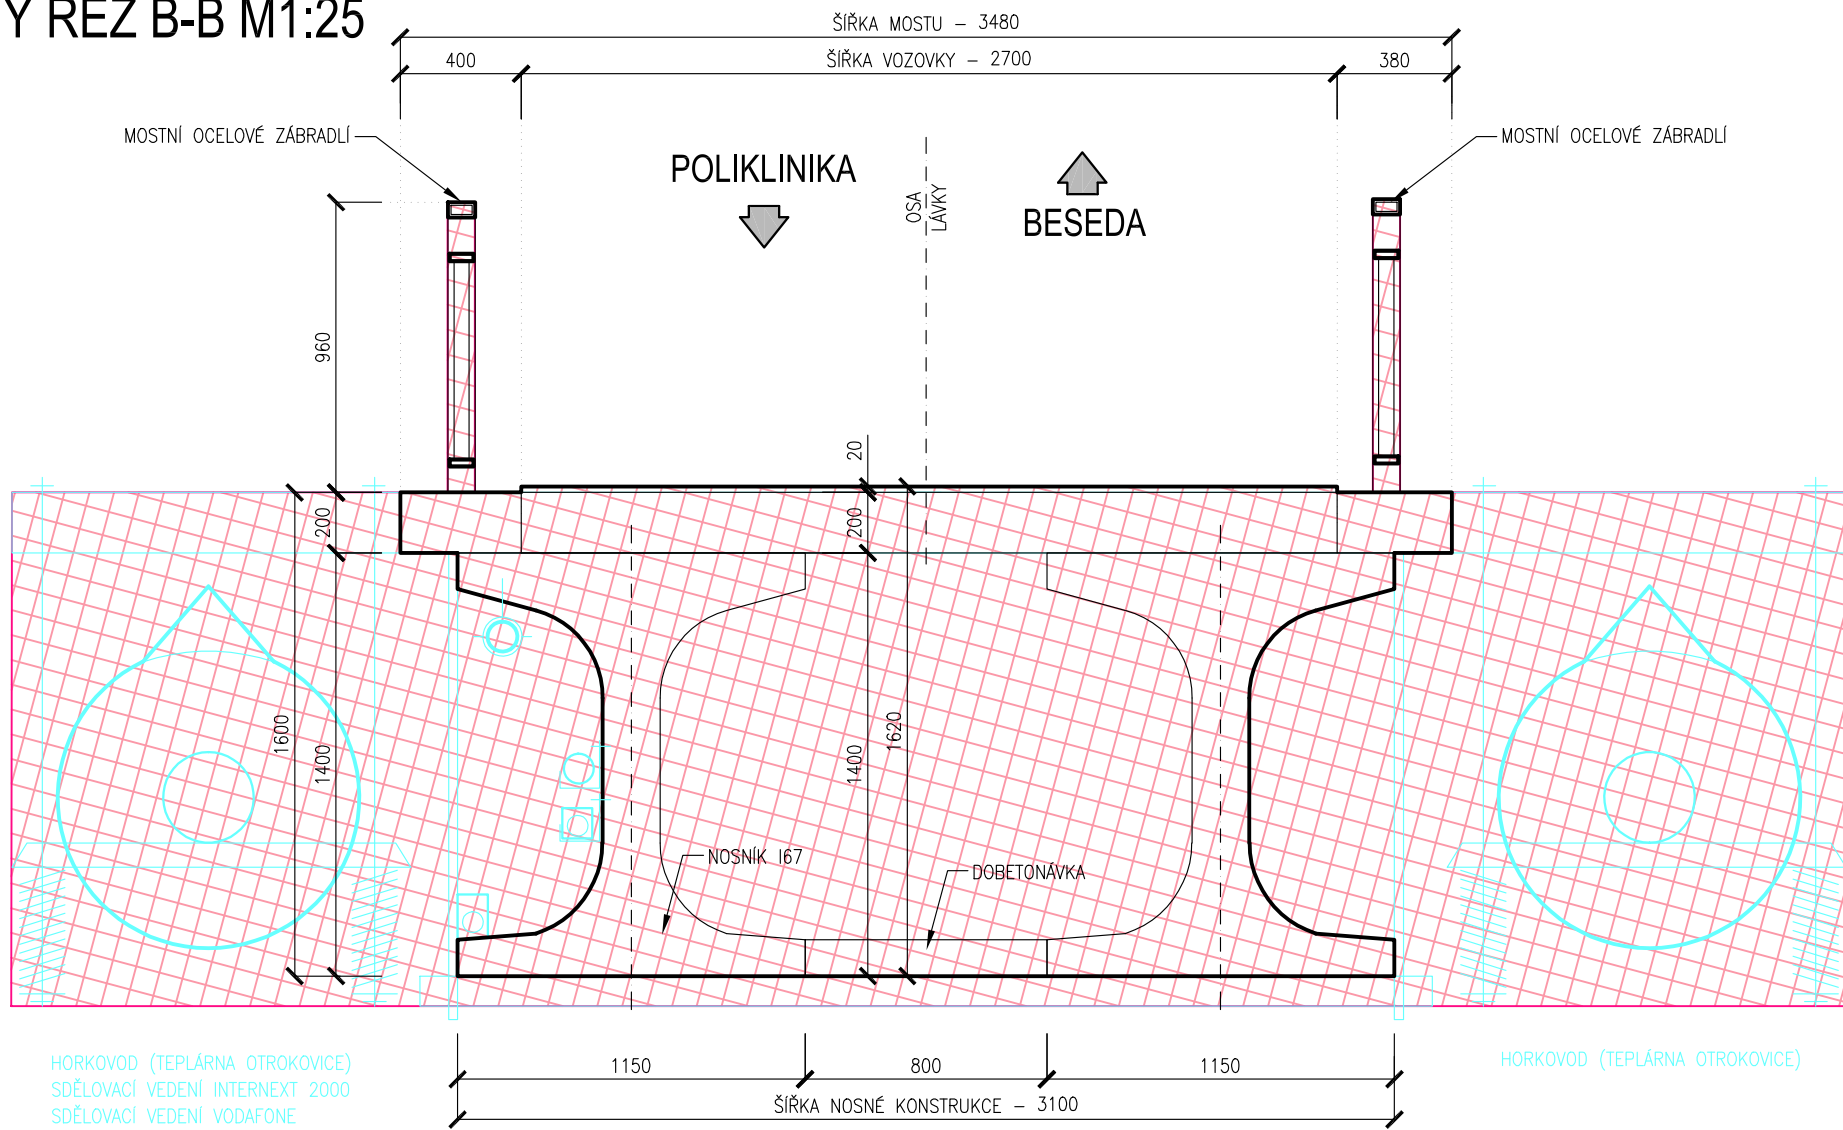 Ý ŘEZ B-B M1:25
ŠÍŘKA MOSTU – 3480
400
ŠÍŘKA VOZOVKY – 2700
380
MOSTNÍ OCELOVÉ ZÁBRADLÍ
MOSTNÍ OCELOVÉ ZÁBRADLÍ
POLIKLINIKA
OSA
LÁVKY
BESEDA
960
20
200
200
1600
1400
1400
1620
NOSNÍK I67
DOBETONÁVKA
HORKOVOD (TEPLÁRNA OTROKOVICE)
SDĚLOVACÍ VEDENÍ INTERNEXT 2000
SDĚLOVACÍ VEDENÍ VODAFONE
1150
800
1150
HORKOVOD (TEPLÁRNA OTROKOVICE)
ŠÍŘKA NOSNÉ KONSTRUKCE – 3100